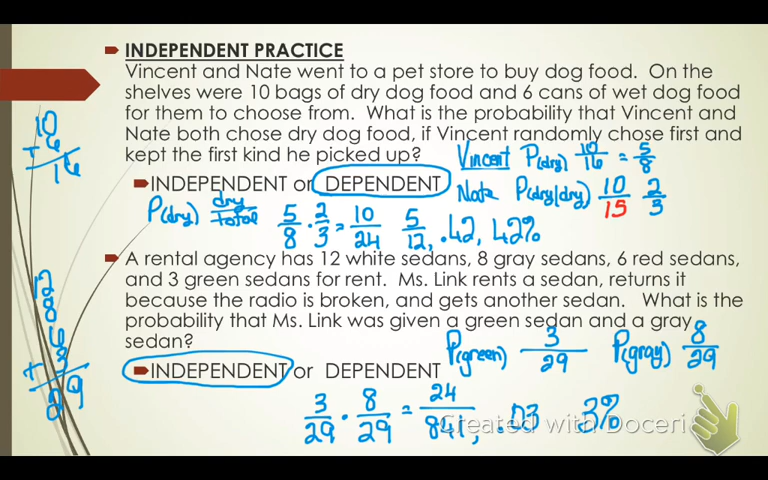 INDEPENDENT PRACTICE
Vincent and Nate went to a pet store to buy dog food. On the
shelves were 10 bags of dry dog food and 6 cans of wet dog food
for them to choose from. What is the probability that Vincent and
Nate both chose dry dog food, if Vincent randomly chose first and
kept the first kind he picked up?
10
+ 6
16
Vincent P(dry) 10/16 = 5/8
INDEPENDENT or DEPENDENT
Nate P(dry/dry) 10/15 2/3
P(dry) dry/Total
5/8 · 2/3 = 10/24 5/12, .42, 42%
A rental agency has 12 white sedans, 8 gray sedans, 6 red sedans,
and 3 green sedans for rent. Ms. Link rents a sedan, returns it
because the radio is broken, and gets another sedan. What is the
probability that Ms. Link was given a green sedan and a gray
sedan?
12
8
6
+ 3
29
P(green) 3/29 P(gray) 8/29
INDEPENDENT or DEPENDENT
3/29 · 8/29 = 24/841, .03 3%
Created with Doceri